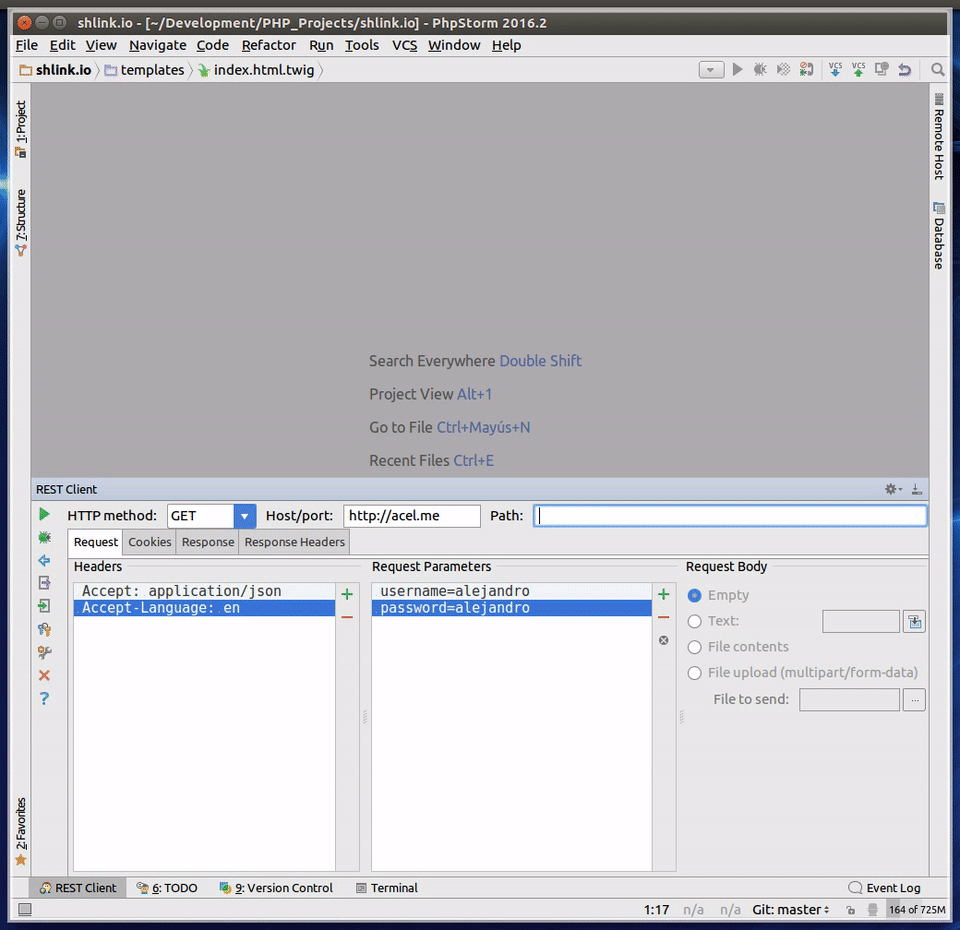 shlink.io - [~/Development/PHP_Projects/shlink.io] - PhpStorm 2016.2
File Edit View Navigate Code Refactor Run Tools VCS Window Help
shlink.io templates index.html.twig
VCS VCS
1: Project
7: Structure
2: Favorites
Remote Host
Database
Search Everywhere Double Shift
Project View Alt+1
Go to File Ctrl+Mayús+N
Recent Files Ctrl+E
REST Client
HTTP method: GET Host/port: http://acel.me Path:
Request Cookies Response Response Headers
Headers Request Parameters Request Body
Accept: application/json username=alejandro Empty
Accept-Language: en password=alejandro
Text:
File contents
File upload (multipart/form-data)
File to send: ...
REST Client 6: TODO 9: Version Control Terminal Event Log
1:17 n/a n/a Git: master 164 of 725M